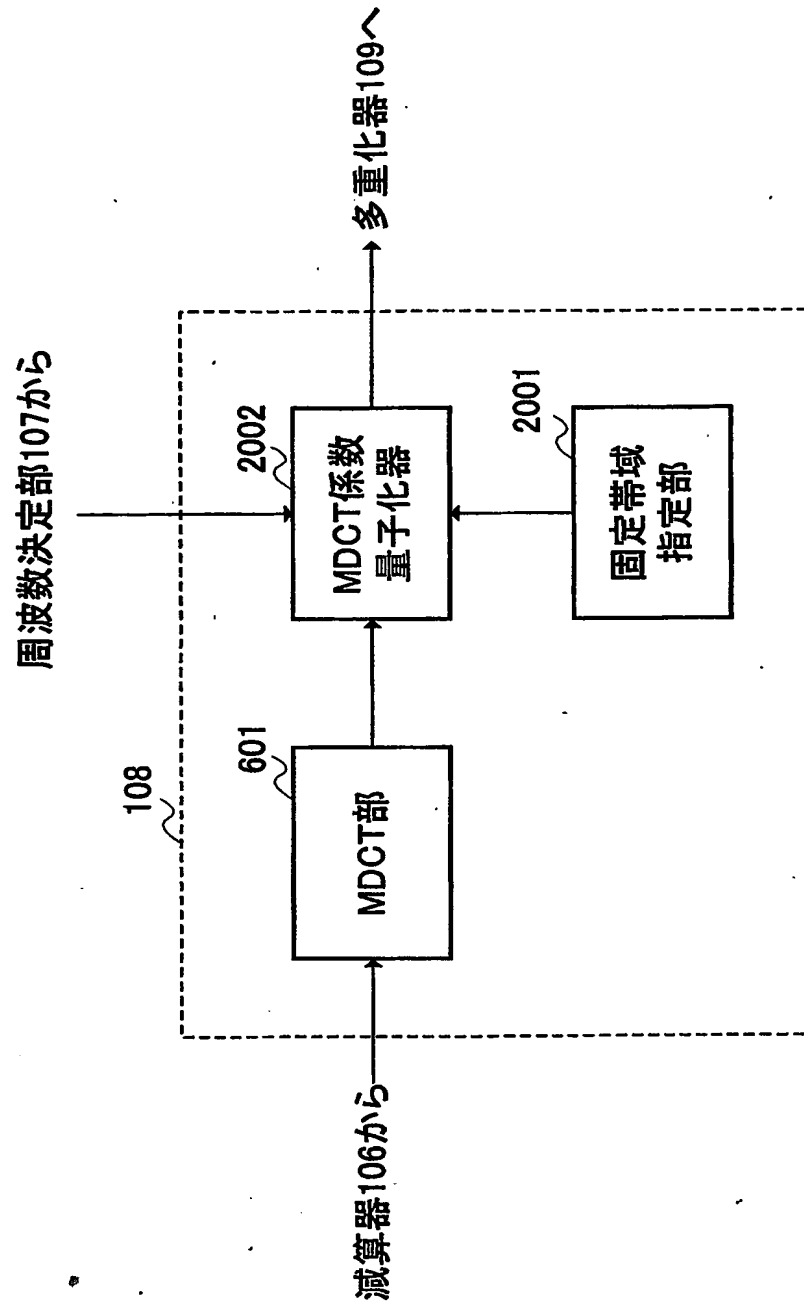 周波数決定部107から
108
601
2002
MDCT部
MDCT係数
量子化器
減算器106から
多重化器109へ
2001
固定帯域
指定部